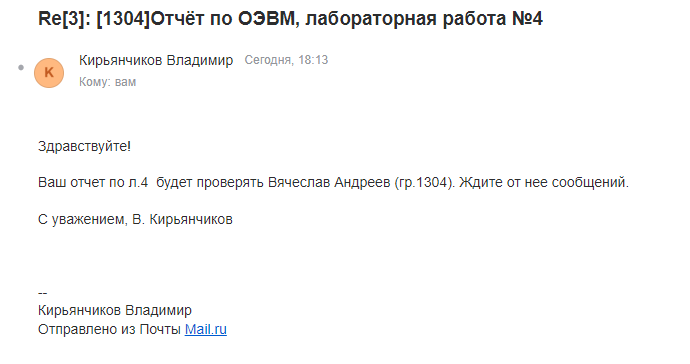 Re[3]: [1304]Отчёт по ОЭВМ, лабораторная работа №4
К
Кирьянчиков Владимир Сегодня, 18:13
Кому: вам
Здравствуйте!
Ваш отчет по л.4 будет проверять Вячеслав Андреев (гр.1304). Ждите от нее сообщений.
С уважением, В. Кирьянчиков
--
Кирьянчиков Владимир
Отправлено из Почты Mail.ru